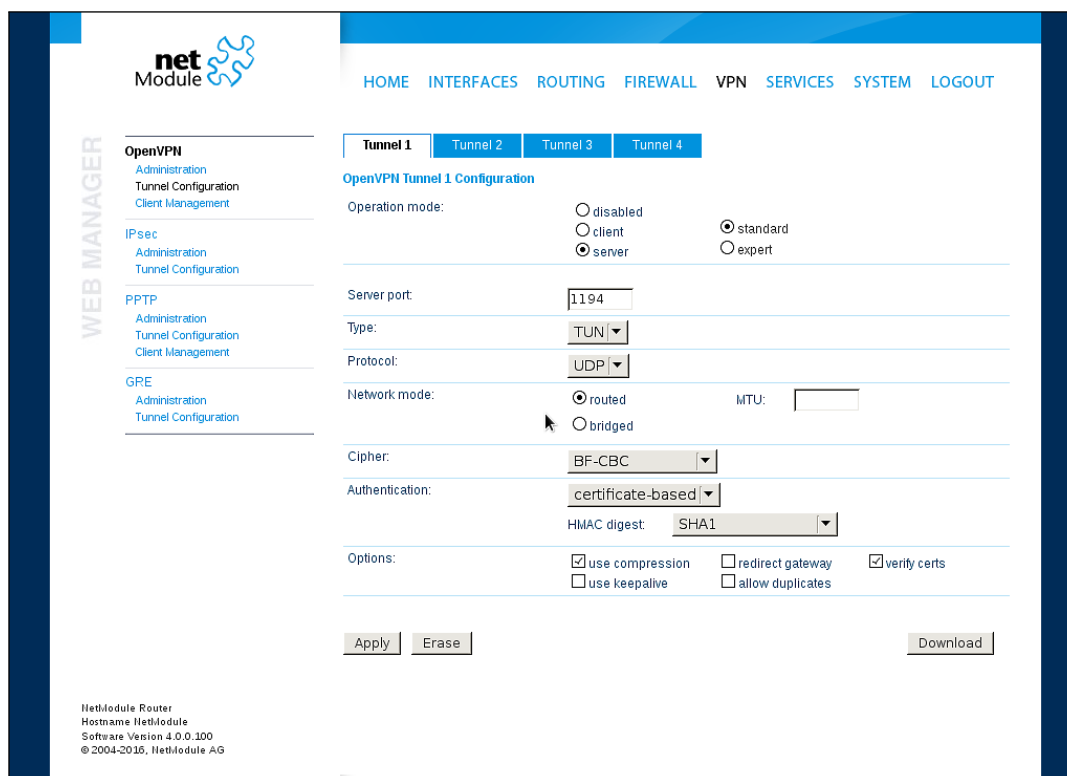 net
Module
HOME INTERFACES ROUTING FIREWALL VPN SERVICES SYSTEM LOGOUT
WEB MANAGER
OpenVPN
Administration
Tunnel Configuration
Client Management
IPsec
Administration
Tunnel Configuration
PPTP
Administration
Tunnel Configuration
Client Management
GRE
Administration
Tunnel Configuration
Tunnel 1 Tunnel 2 Tunnel 3 Tunnel 4
OpenVPN Tunnel 1 Configuration
Operation mode:
disabled
client
server
standard
expert
Server port: 1194
Type: TUN
Protocol: UDP
Network mode: routed MTU:
bridged
Cipher: BF-CBC
Authentication: certificate-based
HMAC digest: SHA1
Options: use compression redirect gateway verify certs
use keepalive allow duplicates
Apply Erase Download
NetModule Router
Hostname NetModule
Software Version 4.0.0.100
© 2004-2016, NetModule AG